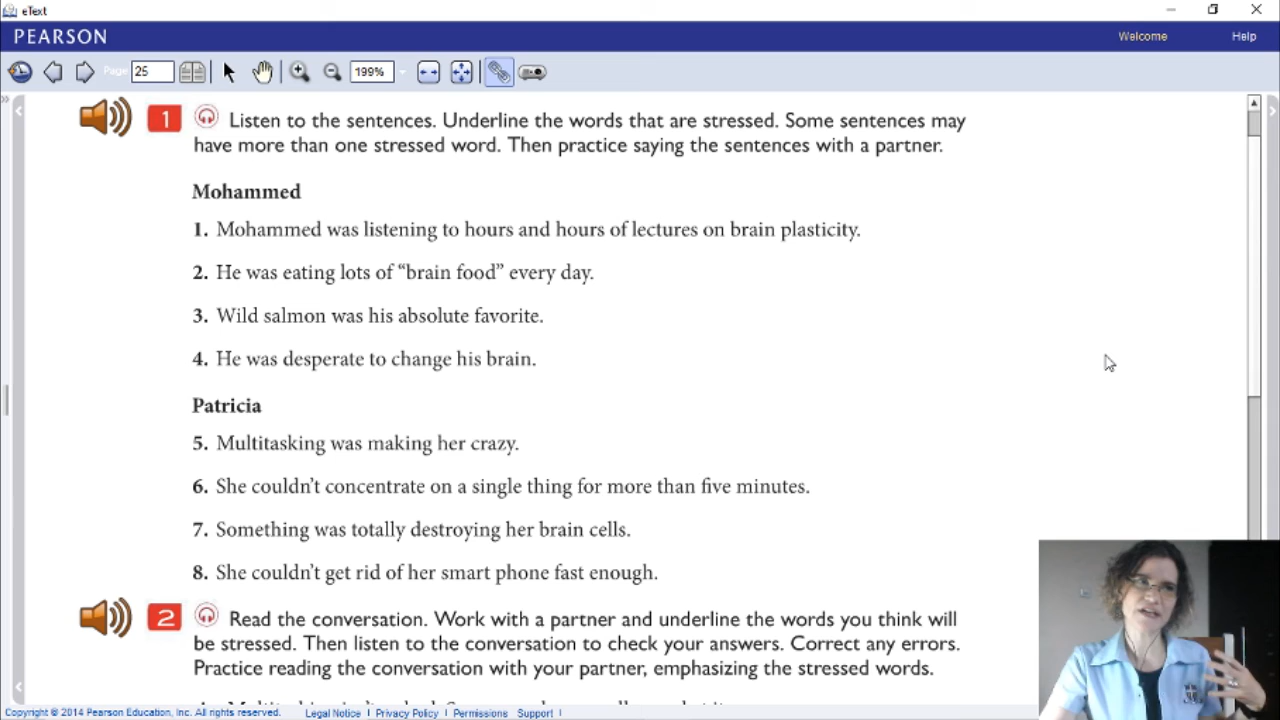 eText
PEARSON
Welcome
Help
Page 25
199%
1 Listen to the sentences. Underline the words that are stressed. Some sentences may
have more than one stressed word. Then practice saying the sentences with a partner.
Mohammed
1. Mohammed was listening to hours and hours of lectures on brain plasticity.
2. He was eating lots of “brain food” every day.
3. Wild salmon was his absolute favorite.
4. He was desperate to change his brain.
Patricia
5. Multitasking was making her crazy.
6. She couldn’t concentrate on a single thing for more than five minutes.
7. Something was totally destroying her brain cells.
8. She couldn’t get rid of her smart phone fast enough.
2 Read the conversation. Work with a partner and underline the words you think will
be stressed. Then listen to the conversation to check your answers. Correct any errors.
Practice reading the conversation with your partner, emphasizing the stressed words.
Copyright © 2014 Pearson Education, Inc. All rights reserved. Legal Notice | Privacy Policy | Permissions Support |